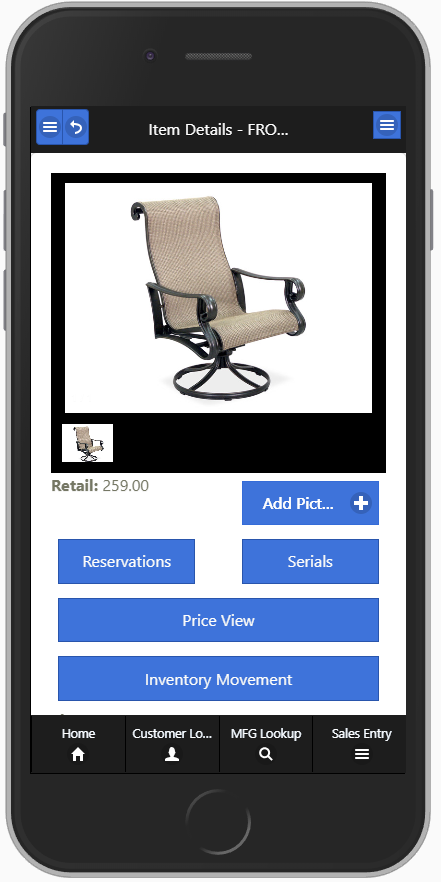 Item Details - FRO...
Retail: 259.00
Add Pict...
Reservations
Serials
Price View
Inventory Movement
Home
Customer Lo...
MFG Lookup
Sales Entry